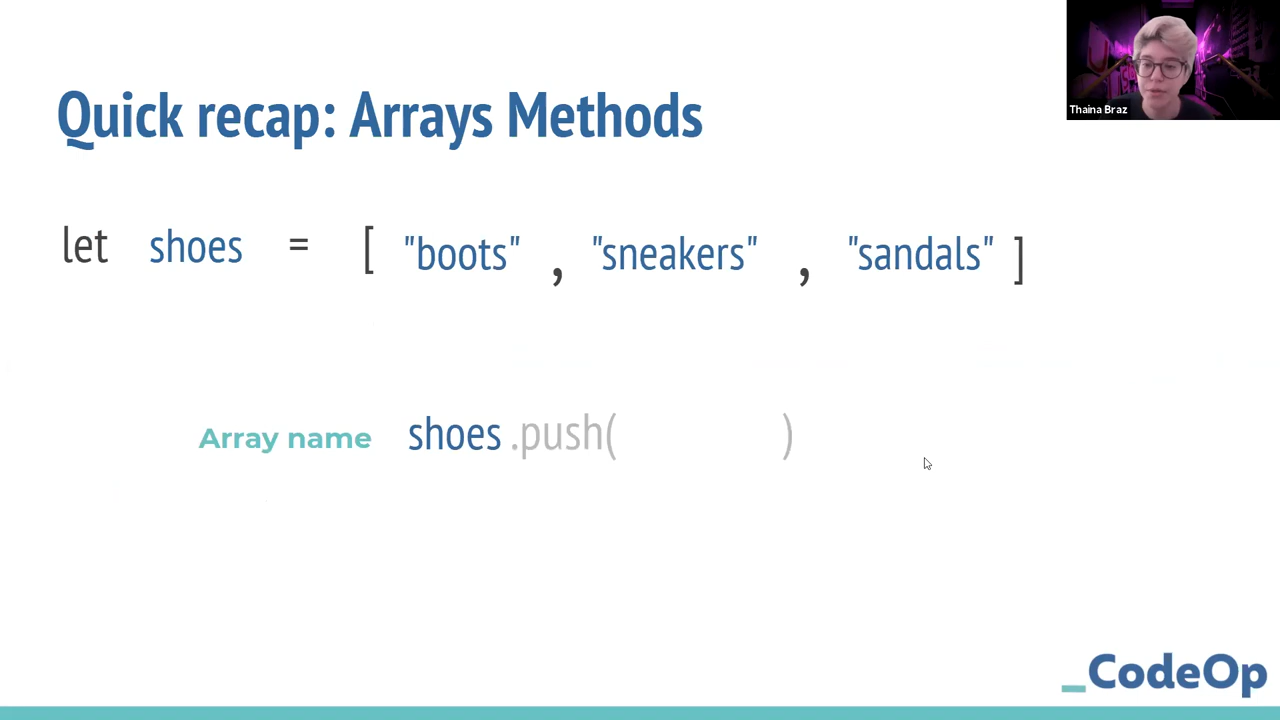 Thaina Braz
Quick recap: Arrays Methods
let shoes = [ "boots" , "sneakers" , "sandals" ]
Array name shoes .push( )
_CodeOp